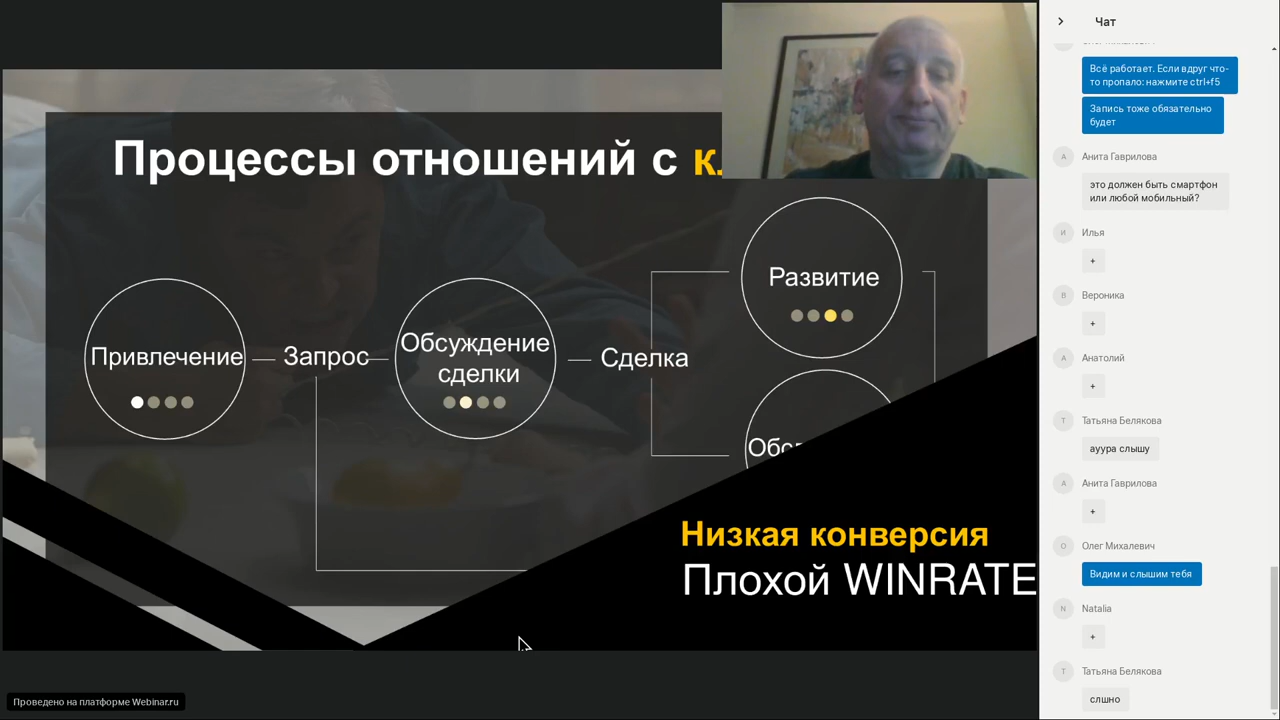 Процессы отношений с к
Привлечение
Запрос
Обсуждение
сделки
Сделка
Развитие
Низкая конверсия
Плохой WINRATE
Проведено на платформе Webinar.ru
Чат
Всё работает. Если вдруг что-
то пропало: нажмите ctrl+f5
Запись тоже обязательно
будет
А
Анита Гаврилова
это должен быть смартфон
или любой мобильный?
И
Илья
+
В
Вероника
+
А
Анатолий
+
Т
Татьяна Белякова
ауура слышу
А
Анита Гаврилова
+
О
Олег Михалевич
Видим и слышим тебя
N
Natalia
+
Т
Татьяна Белякова
слшно